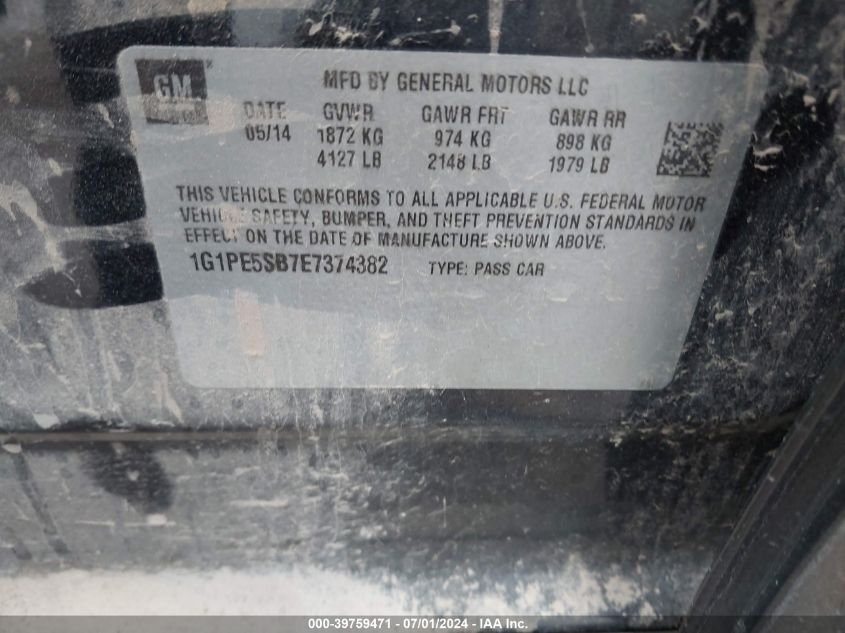 GM
MFD BY GENERAL MOTORS LLC
DATE GVWR GAWR FRT GAWR RR
05/14 1872 KG 974 KG 898 KG
4127 LB 2148 LB 1979 LB
THIS VEHICLE CONFORMS TO ALL APPLICABLE U.S. FEDERAL MOTOR
VEHICLE SAFETY, BUMPER, AND THEFT PREVENTION STANDARDS IN
EFFECT ON THE DATE OF MANUFACTURE SHOWN ABOVE.
1G1PE5SB7E7374382 TYPE: PASS CAR
000-39759471 - 07/01/2024 - IAA Inc.